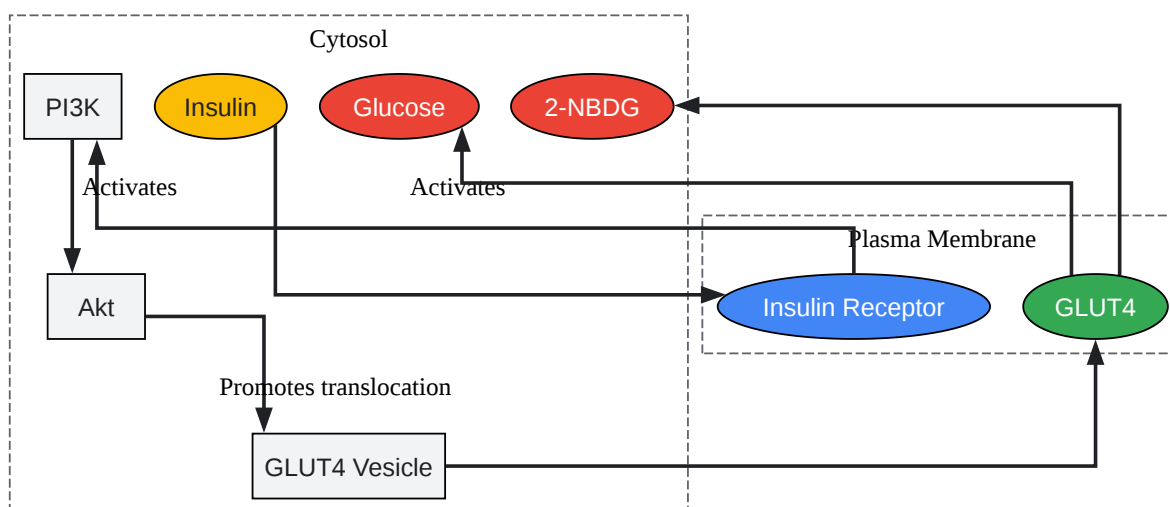 Cytosol
PI3K
Insulin
Glucose
2-NBDG
Activates
Activates
Plasma Membrane
Akt
Insulin Receptor
GLUT4
Promotes translocation
GLUT4 Vesicle